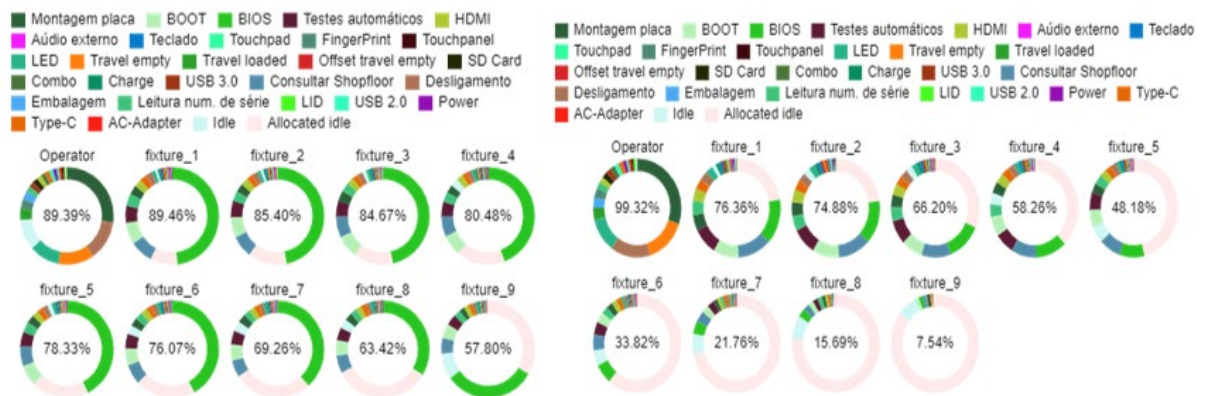 Montagem placa BOOT BIOS Testes automáticos HDMI
Aúdio externo Teclado Touchpad FingerPrint Touchpanel
LED Travel empty Travel loaded Offset travel empty SD Card
Combo Charge USB 3.0 Consultar Shopfloor Desligamento
Embalagem Leitura num. de série LID USB 2.0 Power
Type-C AC-Adapter Idle Allocated idle
Operator fixture_1 fixture_2 fixture_3 fixture_4
89.39% 89.46% 85.40% 84.67% 80.48%
fixture_5 fixture_6 fixture_7 fixture_8 fixture_9
78.33% 76.07% 69.26% 63.42% 57.80%
Montagem placa BOOT BIOS Testes automáticos HDMI Aúdio externo Teclado
Touchpad FingerPrint Touchpanel LED Travel empty Travel loaded
Offset travel empty SD Card Combo Charge USB 3.0 Consultar Shopfloor
Desligamento Embalagem Leitura num. de série LID USB 2.0 Power Type-C
AC-Adapter Idle Allocated idle
Operator fixture_1 fixture_2 fixture_3 fixture_4 fixture_5
99.32% 76.36% 74.88% 66.20% 58.26% 48.18%
fixture_6 fixture_7 fixture_8 fixture_9
33.82% 21.76% 15.69% 7.54%